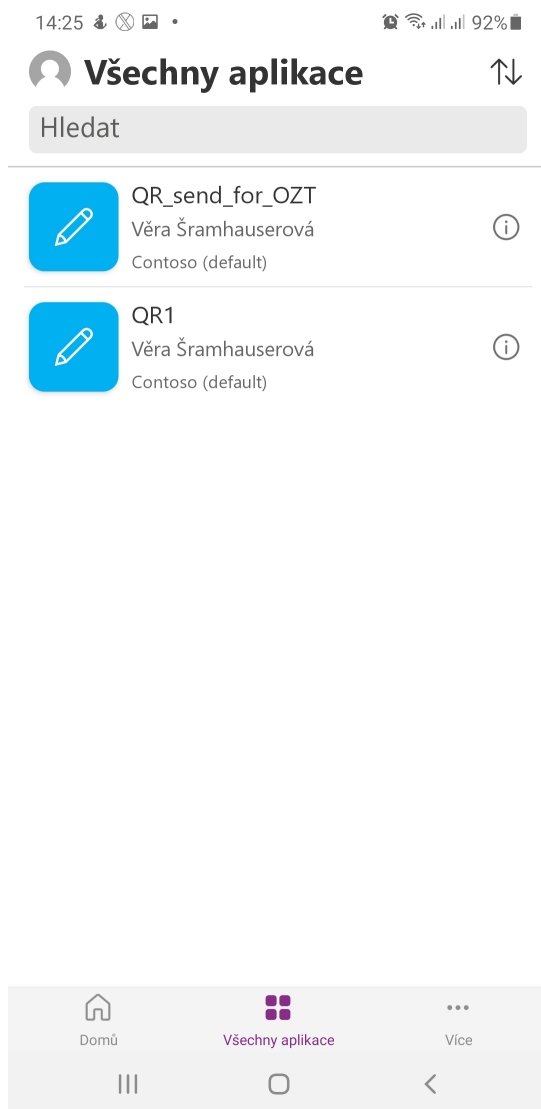 14:25 92%
Všechny aplikace
Hledat
QR_send_for_OZT
Věra Šramhauserová
Contoso (default)
QR1
Věra Šramhauserová
Contoso (default)
Domů Všechny aplikace Více